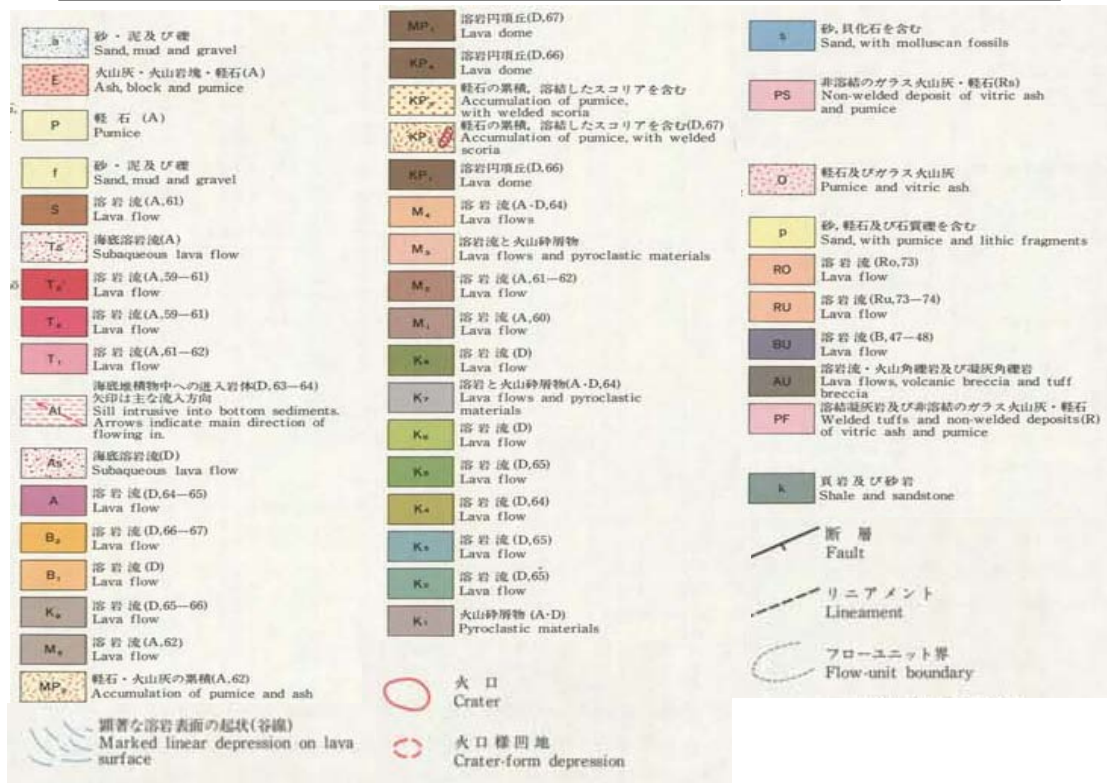 a
砂・泥及び礫
Sand, mud and gravel
E
火山灰・火山岩塊・軽石(A)
Ash, block and pumice
P
軽 石 (A)
Pumice
f
砂・泥及び礫
Sand, mud and gravel
S
溶 岩 流(A,61)
Lava flow
Ts
海底溶岩流(A)
Subaqueous lava flow
溶 岩 流(A,59—61)
Lava flow
T₂
溶 岩 流(A,59—61)
Lava flow
T₁
溶 岩 流(A,61—62)
Lava flow
海底堆積物中への迸入岩体(D,63—64)
矢印は主な流入方向
AI
Sill intrusive into bottom sediments.
Arrows indicate main direction of
flowing in.
As
海底溶岩流(D)
Subaqueous lava flow
A
溶 岩 流(D,64—65)
Lava flow
B₂
溶 岩 流(D,66—67)
Lava flow
B₁
溶 岩 流(D)
Lava flow
溶 岩 流(D,65—66)
Lava flow
溶 岩 流(A,62)
Lava flow
軽石・火山灰の累積(A,62)
Accumulation of pumice and ash
顕著な溶岩表面の起状(谷線)
Marked linear depression on lava
surface
MP₁
溶岩円頂丘(D,67)
Lava dome
溶岩円頂丘(D,66)
Lava dome
KP
軽石の累積, 溶結したスコリアを含む
Accumulation of pumice,
with welded scoria
KP₂
軽石の累積, 溶結したスコリアを含む(D,67)
Accumulation of pumice, with welded
scoria
KP₁
溶岩円頂丘(D,66)
Lava dome
M₄
溶 岩 流(A・D,64)
Lava flows
M₃
溶岩流と火山砕屑物
Lava flows and pyroclastic materials
M₂
溶 岩 流(A,61—62)
Lava flow
M₁
溶 岩 流(A,60)
Lava flow
K₈
溶 岩 流(D)
Lava flow
K₇
溶岩と火山砕屑物(A・D,64)
Lava flows and pyroclastic
materials
K₆
溶 岩 流(D)
Lava flow
K₅
溶 岩 流(D,65)
Lava flow
K₄
溶 岩 流(D,64)
Lava flow
K₃
溶 岩 流(D,65)
Lava flow
K₂
溶 岩 流(D,65)
Lava flow
K₁
火山砕屑物 (A・D)
Pyroclastic materials
火 口
Crater
火口様凹地
Crater-form depression
s
砂, 貝化石を含む
Sand, with molluscan fossils
PS
非溶結のガラス火山灰・軽石(Rs)
Non-welded deposit of vitric ash
and pumice
O
軽石及びガラス火山灰
Pumice and vitric ash
p
砂, 軽石及び石質礫を含む
Sand, with pumice and lithic fragments
RO
溶 岩 流(Ro,73)
Lava flow
RU
溶 岩 流(Ru,73—74)
Lava flow
BU
溶 岩 流(B,47—48)
Lava flow
AU
溶岩流・火山角礫岩及び凝灰角礫岩
Lava flows, volcanic breccia and tuff
breccia
PF
溶結凝灰岩及び非溶結のガラス火山灰・軽石
Welded tuffs and non-welded deposits(R)
of vitric ash and pumice
k
頁岩及び砂岩
Shale and sandstone
断 層
Fault
リニアメント
Lineament
フローユニット界
Flow-unit boundary